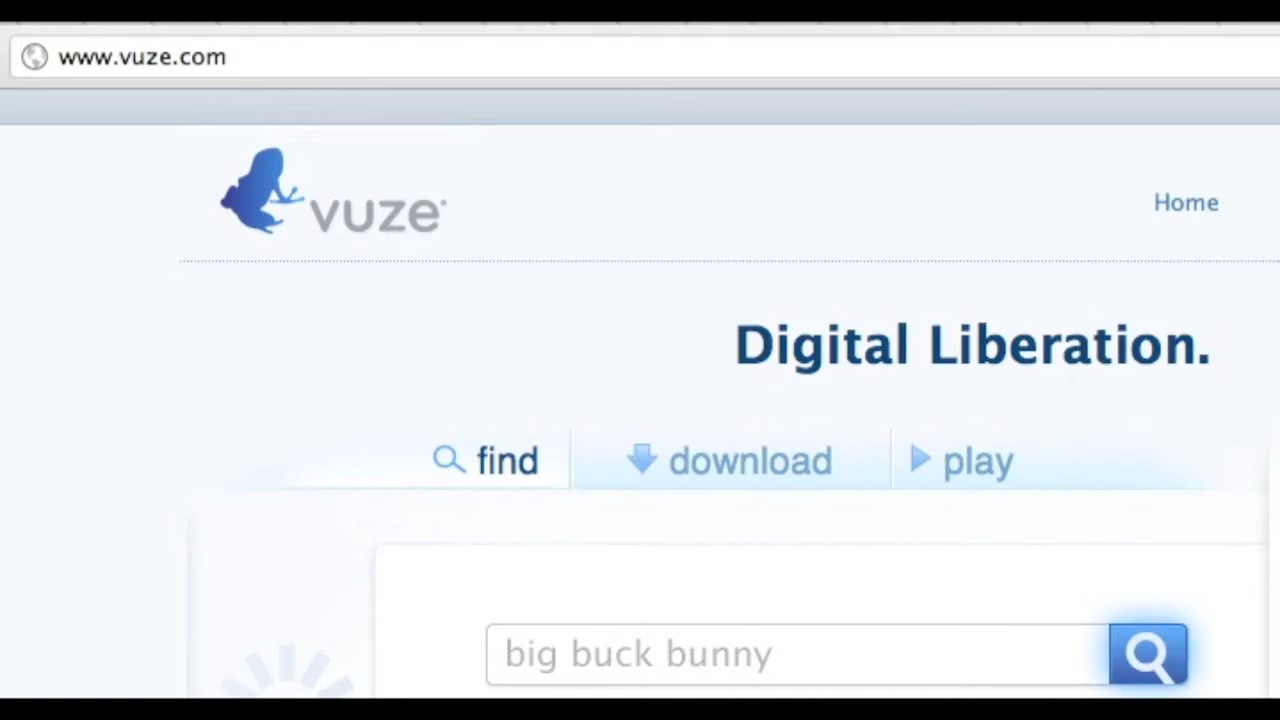 www.vuze.com
vuze
Home
Digital Liberation.
find download play
big buck bunny